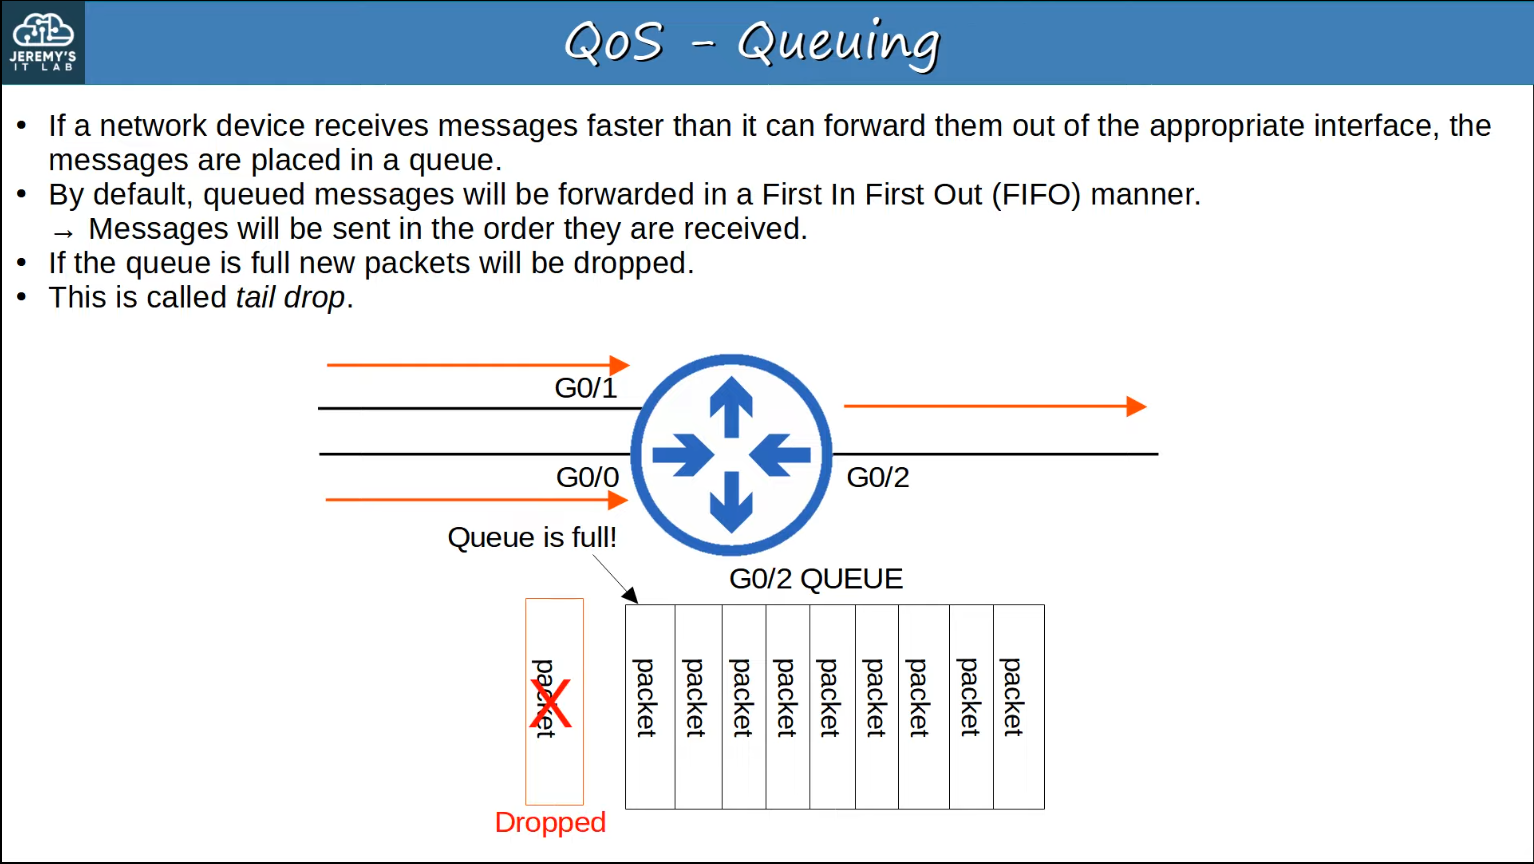 JEREMY'S
IT LAB
QoS - Queuing
• If a network device receives messages faster than it can forward them out of the appropriate interface, the
messages are placed in a queue.
• By default, queued messages will be forwarded in a First In First Out (FIFO) manner.
→ Messages will be sent in the order they are received.
• If the queue is full new packets will be dropped.
• This is called tail drop.
G0/1
G0/0
G0/2
Queue is full!
G0/2 QUEUE
packet
X
packet
packet
packet
packet
packet
packet
packet
packet
packet
Dropped